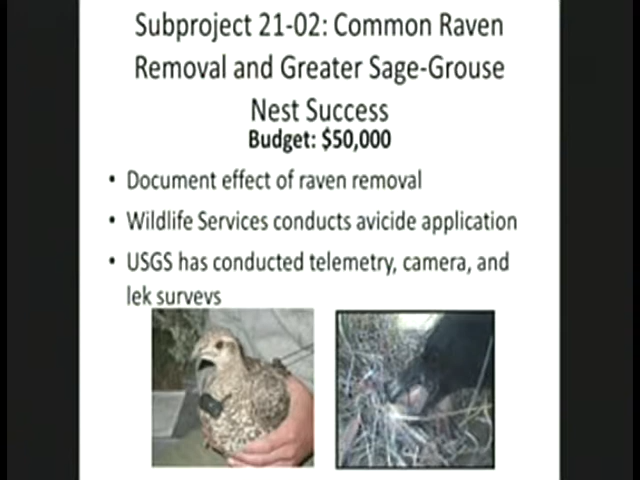 Subproject 21-02: Common Raven
Removal and Greater Sage-Grouse
Nest Success
Budget: $50,000
• Document effect of raven removal
• Wildlife Services conducts avicide application
• USGS has conducted telemetry, camera, and
lek surveys